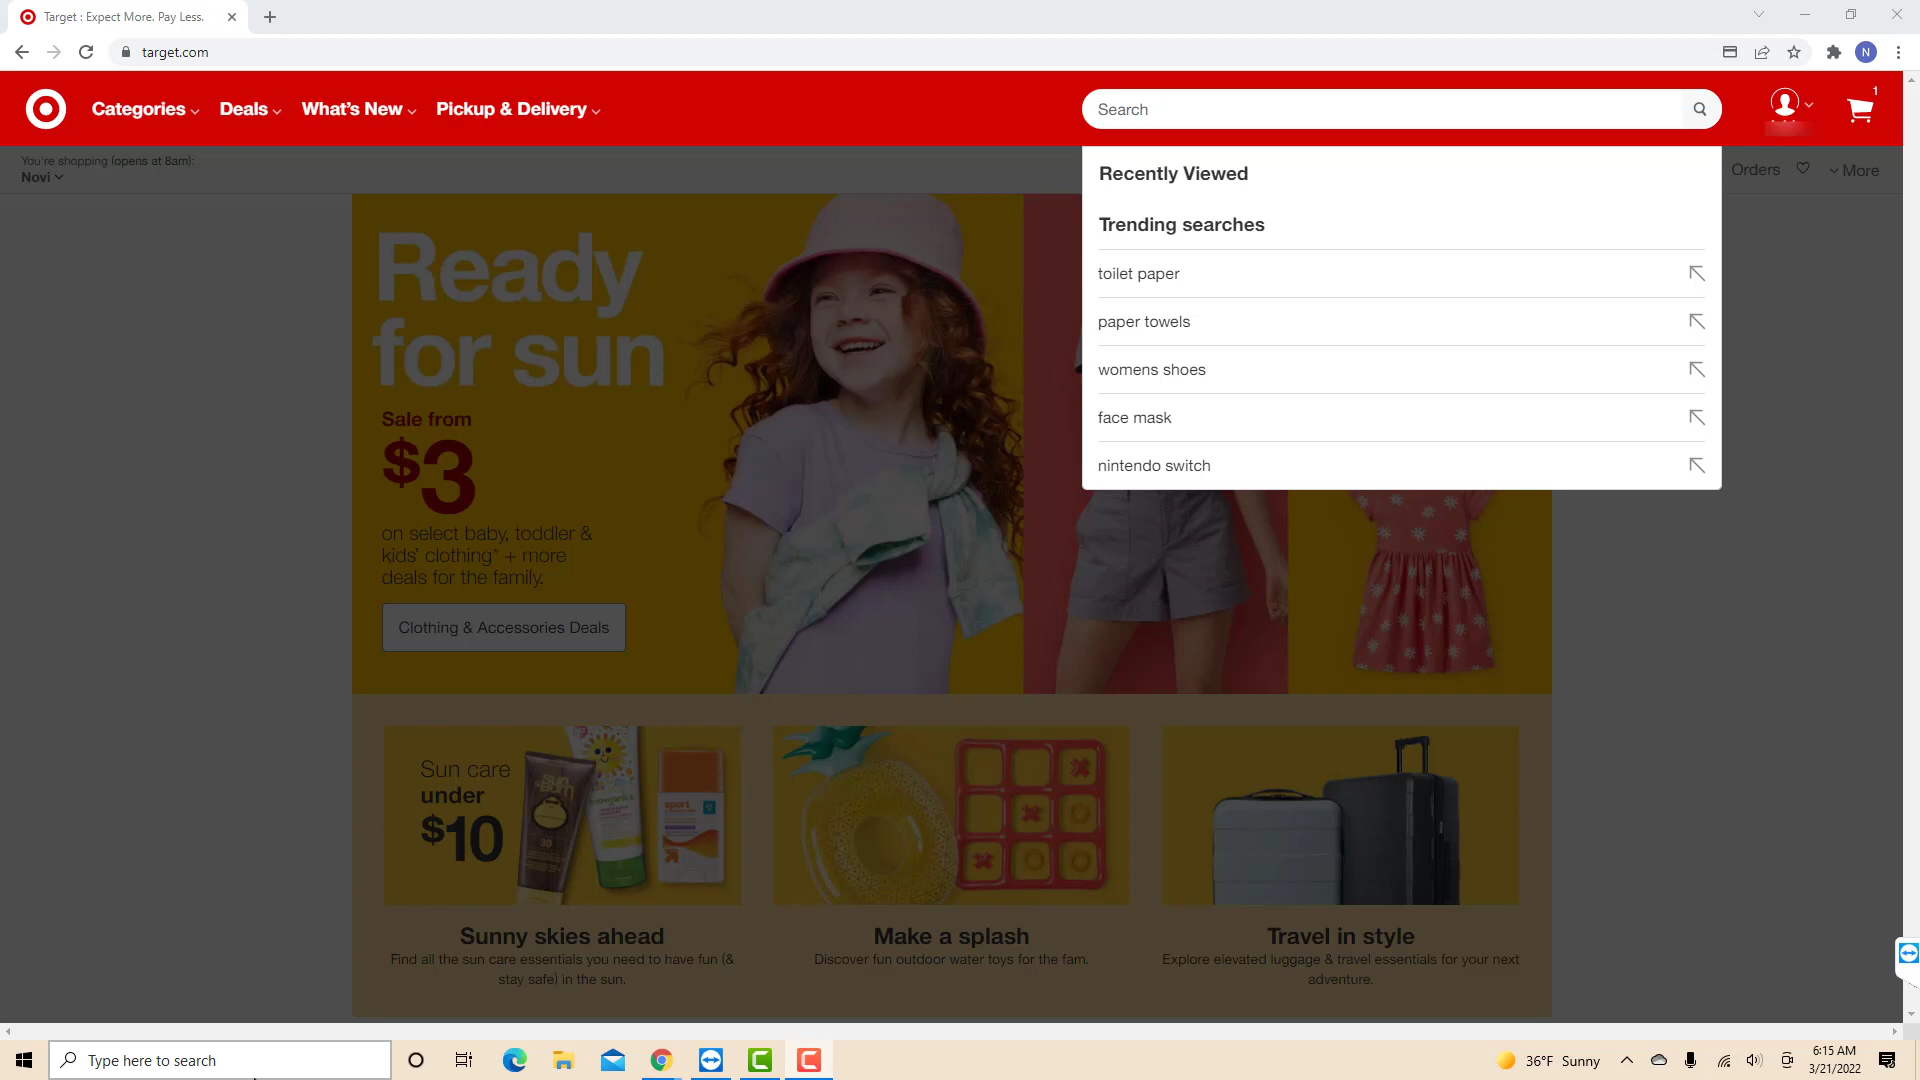 Target : Expect More. Pay Less.
target.com
N
Categories
Deals
What's New
Pickup & Delivery
Search
1
You're shopping (opens at 8am):
Novi
Orders
More
Recently Viewed
Trending searches
toilet paper
paper towels
womens shoes
face mask
nintendo switch
Ready
for sun
Sale from
$3
on select baby, toddler &
kids' clothing* + more
deals for the family.
Clothing & Accessories Deals
Sun care
under
$10
sun
bum
30
sport
Sunny skies ahead
Find all the sun care essentials you need to have fun (&
stay safe) in the sun.
Make a splash
Discover fun outdoor water toys for the fam.
Travel in style
Explore elevated luggage & travel essentials for your next
adventure.
Type here to search
36°F Sunny
6:15 AM
3/21/2022